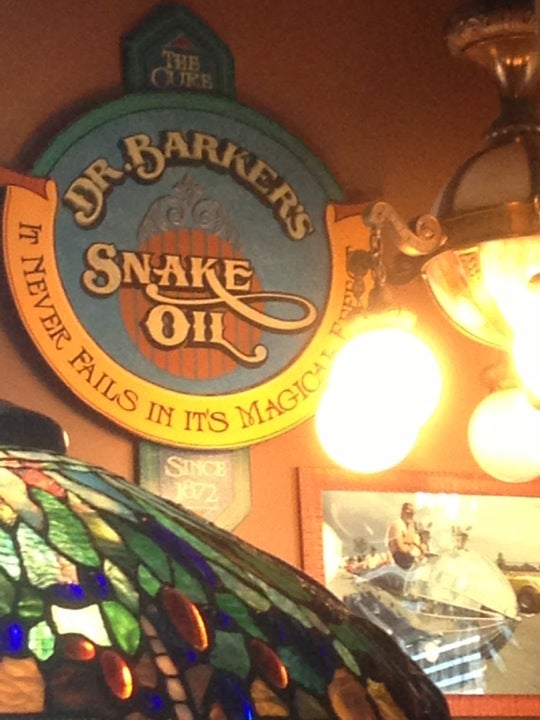 THE
CURE
DR. BARKER'S
SNAKE
OIL
IT NEVER FAILS IN IT'S MAGICAL
SINCE
1872